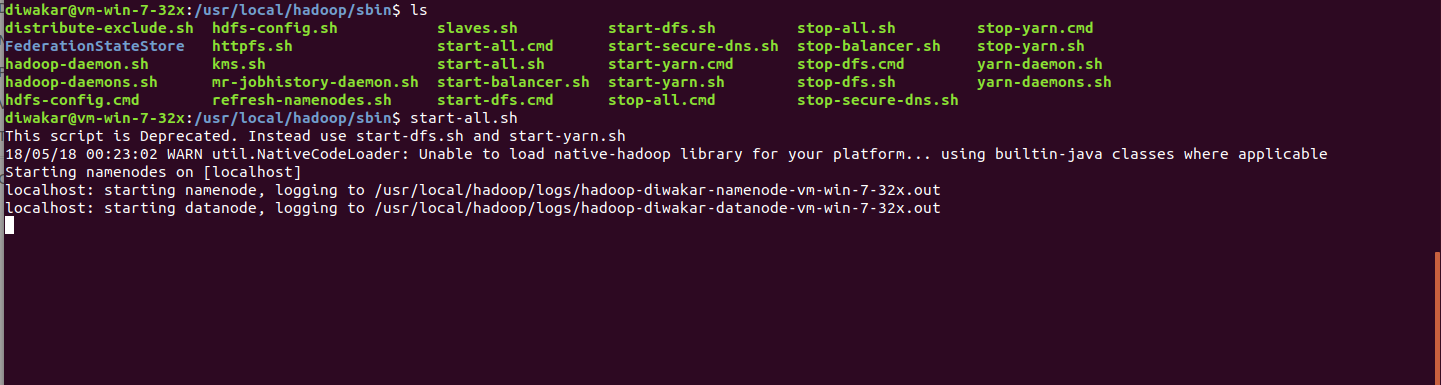 diwakar@vm-win-7-32x:/usr/local/hadoop/sbin$ ls
distribute-exclude.sh hdfs-config.sh slaves.sh start-dfs.sh stop-all.sh stop-yarn.cmd
FederationStateStore httpfs.sh start-all.cmd start-secure-dns.sh stop-balancer.sh stop-yarn.sh
hadoop-daemon.sh kms.sh start-all.sh start-yarn.cmd stop-dfs.cmd yarn-daemon.sh
hadoop-daemons.sh mr-jobhistory-daemon.sh start-balancer.sh start-yarn.sh stop-dfs.sh yarn-daemons.sh
hdfs-config.cmd refresh-namenodes.sh start-dfs.cmd stop-all.cmd stop-secure-dns.sh
diwakar@vm-win-7-32x:/usr/local/hadoop/sbin$ start-all.sh
This script is Deprecated. Instead use start-dfs.sh and start-yarn.sh
18/05/18 00:23:02 WARN util.NativeCodeLoader: Unable to load native-hadoop library for your platform... using builtin-java classes where applicable
Starting namenodes on [localhost]
localhost: starting namenode, logging to /usr/local/hadoop/logs/hadoop-diwakar-namenode-vm-win-7-32x.out
localhost: starting datanode, logging to /usr/local/hadoop/logs/hadoop-diwakar-datanode-vm-win-7-32x.out